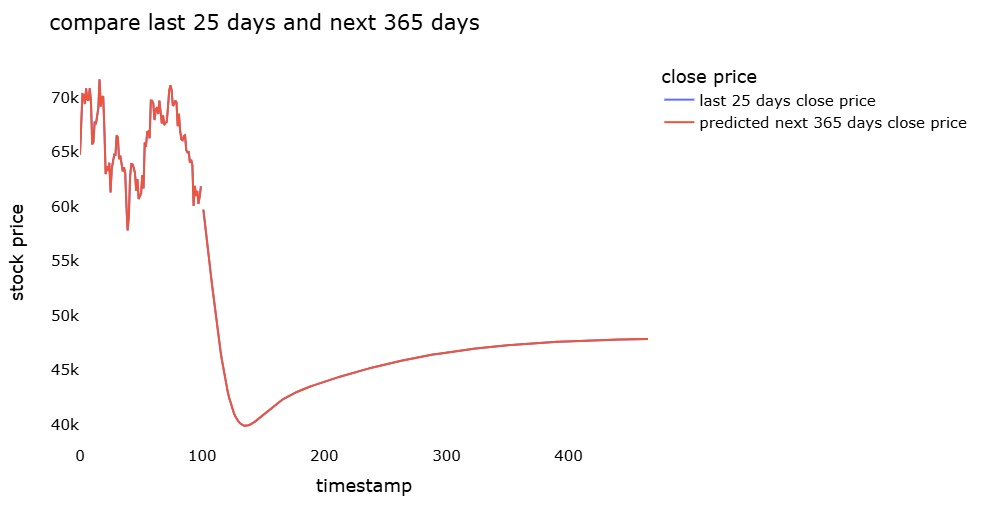 compare last 25 days and next 365 days
close price
last 25 days close price
predicted next 365 days close price
stock price
70k
65k
60k
55k
50k
45k
40k
0 100 200 300 400
timestamp